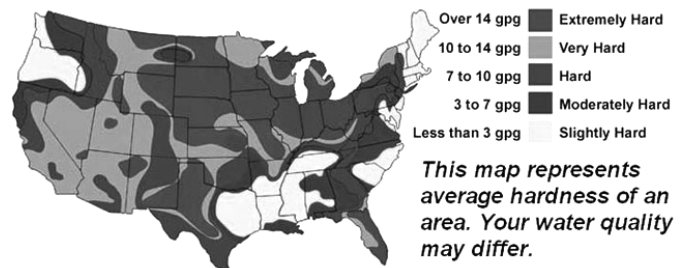 Over 14 gpg Extremely Hard
10 to 14 gpg Very Hard
7 to 10 gpg Hard
3 to 7 gpg Moderately Hard
Less than 3 gpg Slightly Hard
This map represents
average hardness of an
area. Your water quality
may differ.